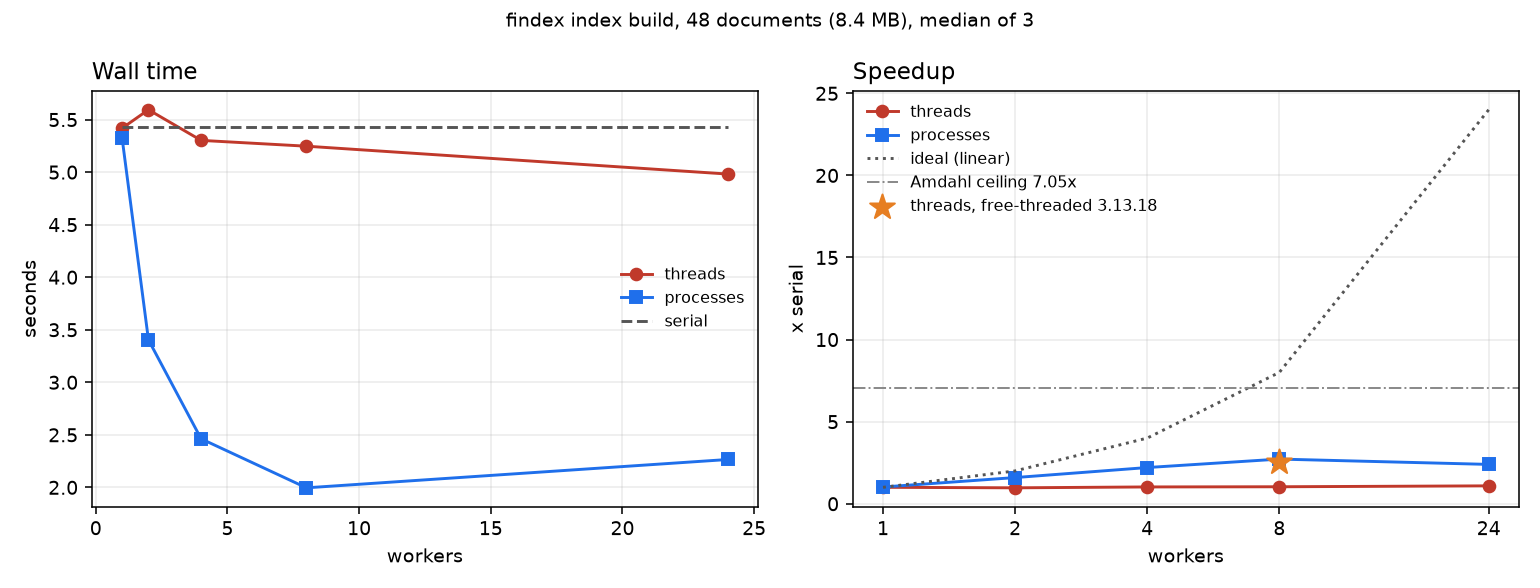 findex index build, 48 documents (8.4 MB), median of 3
Wall time
5.5
5.0
4.5
4.0
3.5
3.0
2.5
2.0
seconds
0
5
10
15
20
25
workers
threads
processes
serial
Speedup
25
20
15
10
5
0
x serial
1
2
4
8
24
workers
threads
processes
ideal (linear)
Amdahl ceiling 7.05x
threads, free-threaded 3.13.18